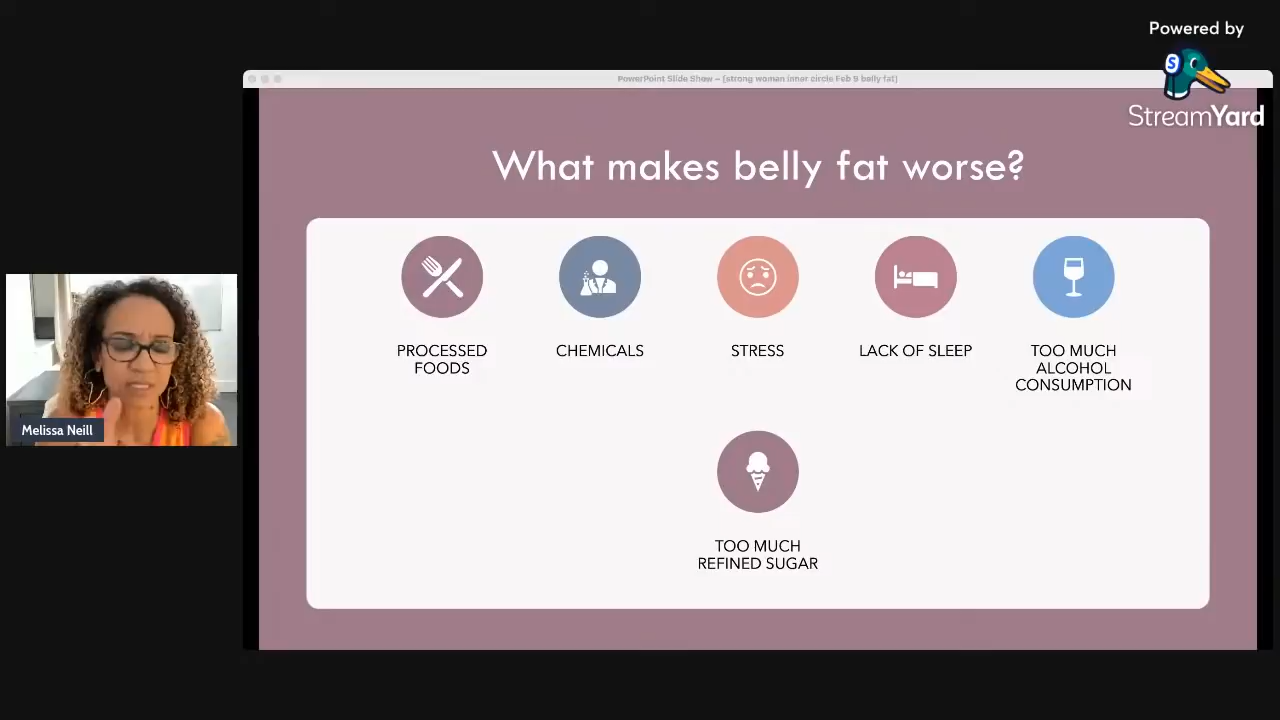 Powered by
StreamYard
PowerPoint Slide Show - [strong woman inner circle Feb 9 belly fat]
What makes belly fat worse?
PROCESSED
FOODS
CHEMICALS
STRESS
LACK OF SLEEP
TOO MUCH
ALCOHOL
CONSUMPTION
TOO MUCH
REFINED SUGAR
Melissa Neill